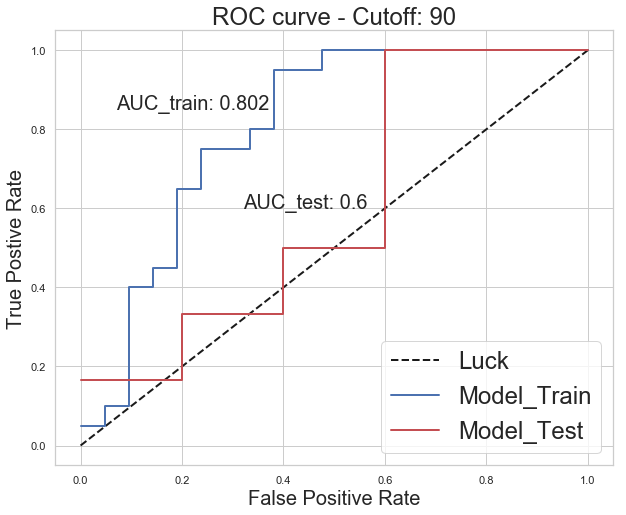 ROC curve - Cutoff: 90
True Postive Rate
1.0
0.8
0.6
0.4
0.2
0.0
AUC_train: 0.802
AUC_test: 0.6
Luck
Model_Train
Model_Test
0.0 0.2 0.4 0.6 0.8 1.0
False Positive Rate